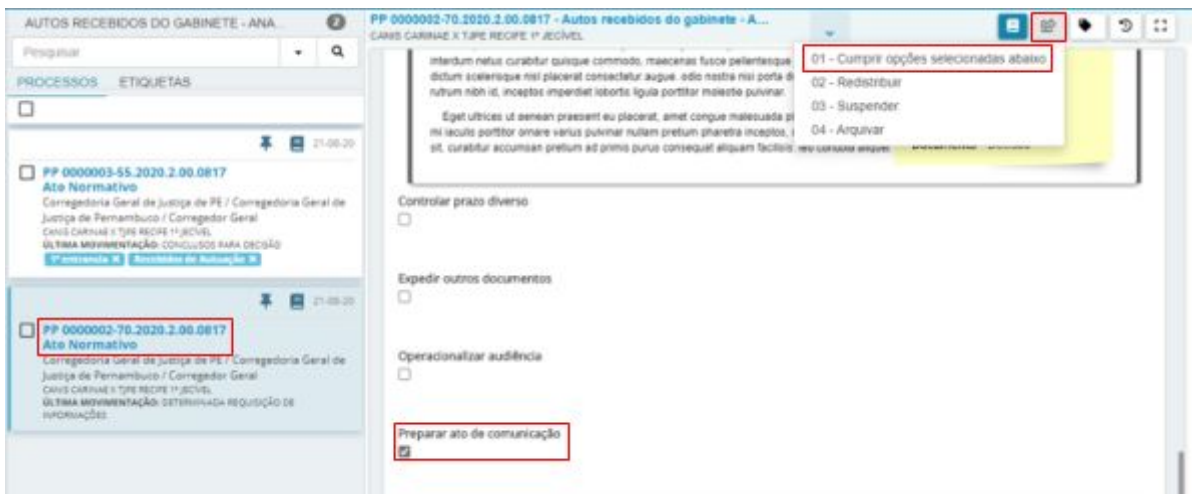 AUTOS RECEBIDOS DO GABINETE - ANA... 2
Pesquisar
PROCESSOS ETIQUETAS
21-08-20
PP 0000003-55.2020.2.00.0817
Ato Normativo
Corregedoria Geral de Justiça de PE / Corregedoria Geral de
Justiça de Pernambuco / Corregedor Geral
CANIS CARINAE X TJPE RECIFE 1º JECÍVEL
ÚLTIMA MOVIMENTAÇÃO: CONCLUSOS PARA DECISÃO
1ª entrancia × Recebidos de Autuação ×
21-08-20
PP 0000002-70.2020.2.00.0817
Ato Normativo
Corregedoria Geral de Justiça de PE / Corregedoria Geral de
Justiça de Pernambuco / Corregedor Geral
CANIS CARINAE X TJPE RECIFE 1º JECÍVEL
ÚLTIMA MOVIMENTAÇÃO: DETERMINADA REQUISIÇÃO DE
INFORMAÇÕES
PP 0000002-70.2020.2.00.0817 - Autos recebidos do gabinete - A...
CANIS CARINAE X TJPE RECIFE 1º JECÍVEL
01 - Cumprir opções selecionadas abaixo
02 - Redistribuir
03 - Suspender
04 - Arquivar
interdum netus curabitur quisque commodo, maecenas fusce pellentesque
dictum scelerisque nisl placerat consectetur augue. odio nostra nisi porta
rutrum nibh id, inceptos imperdiet lobortis ligula porttitor molestie pulvinar.
Eget ultrices ut aenean praesent eu placerat, amet congue malesuada
mi iaculis porttitor ornare varius pulvinar nullam pretium pharetra inceptos,
sit. curabitur accumsan pretium ad primis purus consequat aliquam facilisis
Controlar prazo diverso
Expedir outros documentos
Operacionalizar audiência
Preparar ato de comunicação